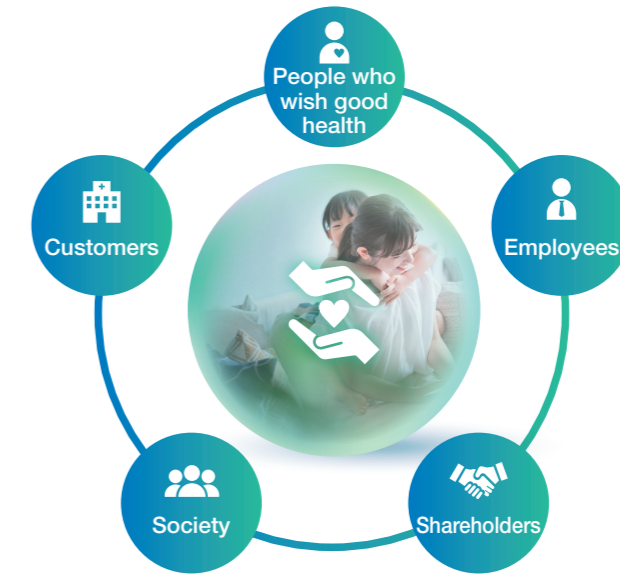 People who
wish good
health
Customers
Employees
Society
Shareholders